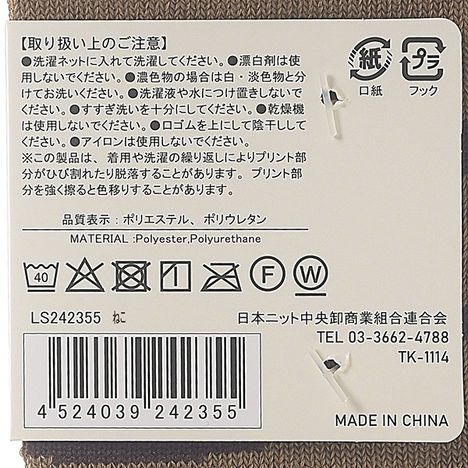 【取り扱い上のご注意】
●洗濯ネットに入れて洗濯してください。●漂白剤は使
用しないでください。●濃色物の場合は白・淡色物と分
けてお洗いください。●洗濯液や水につけ置きしないで
ください。●すすぎ洗いを十分にしてください。●乾燥機
は使用しないでください。●口ゴムを上にして陰干ししてく
ださい。●アイロンは使用しないでください。
※この製品は、着用や洗濯の繰り返しによりプリント部
分がひび割れたり脱落することがあります。プリント部
分を強く擦ると色移りすることがあります。
紙
口紙
プラ
フック
品質表示：ポリエステル、ポリウレタン
MATERIAL :Polyester,Polyurethane
40
F
W
LS242355 ねこ
4 524039 242355
日本ニット中央卸商業組合連合会
TEL 03-3662-4788
TK-1114
MADE IN CHINA